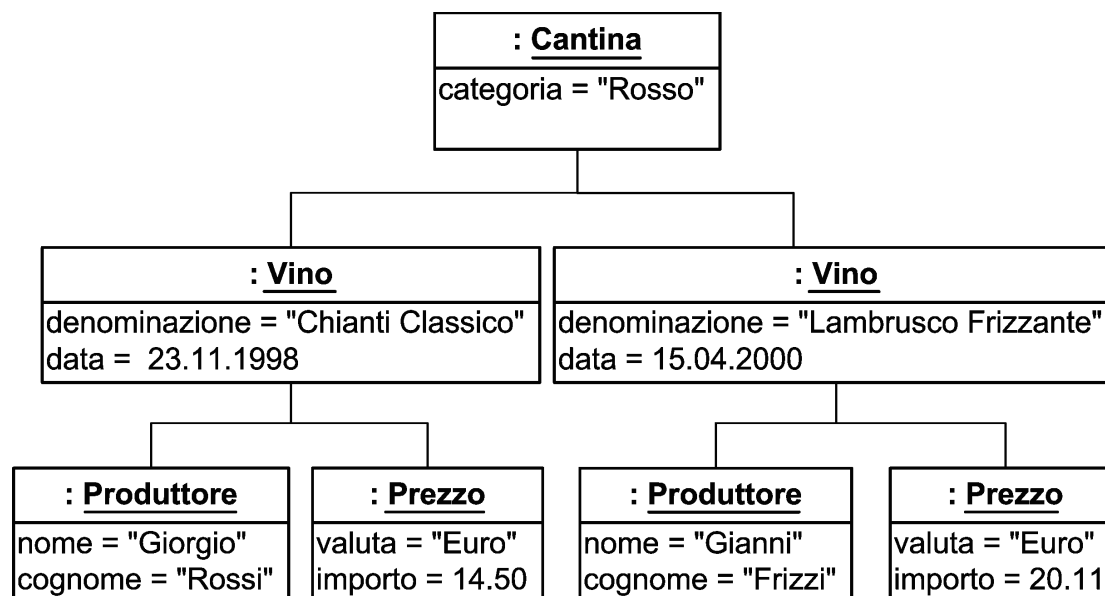 : Cantina
categoria = "Rosso"
: Vino
denominazione = "Chianti Classico"
data = 23.11.1998
: Vino
denominazione = "Lambrusco Frizzante"
data = 15.04.2000
: Produttore
nome = "Giorgio"
cognome = "Rossi"
: Prezzo
valuta = "Euro"
importo = 14.50
: Produttore
nome = "Gianni"
cognome = "Frizzi"
: Prezzo
valuta = "Euro"
importo = 20.11